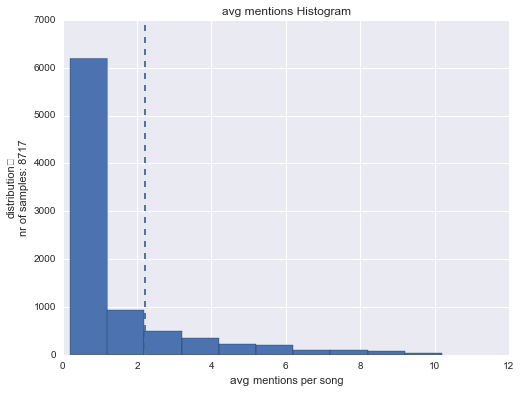 avg mentions Histogram
7000
6000
5000
4000
3000
2000
1000
0
distribution
nr of samples: 8717
0 2 4 6 8 10 12
avg mentions per song